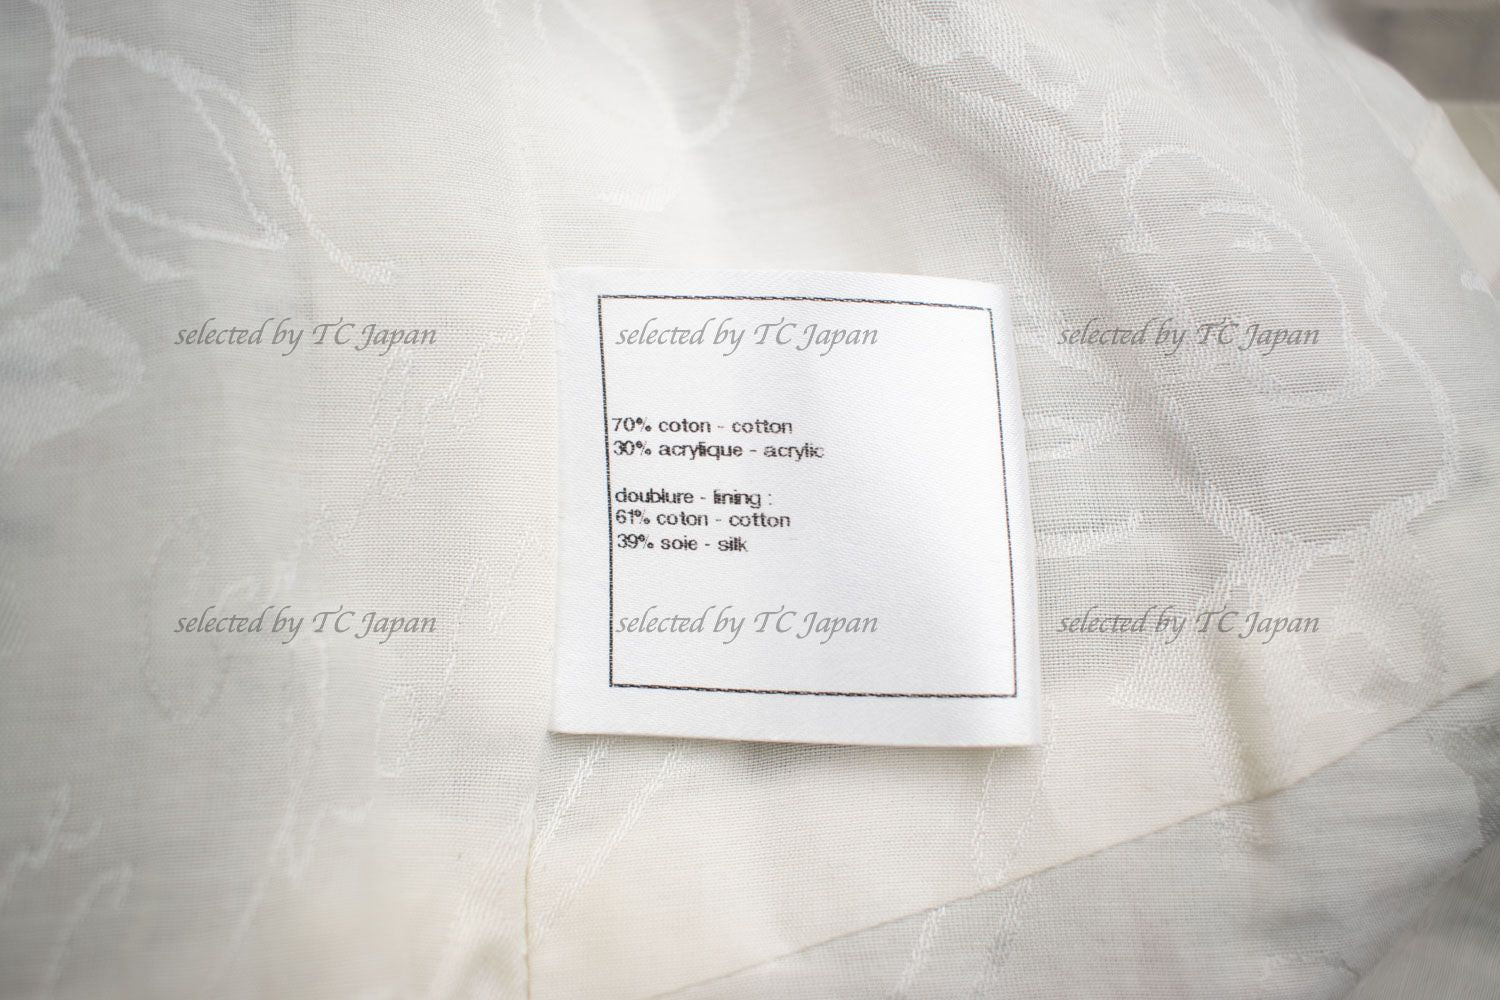 selected by TC Japan selected by TC Japan selected by TC Japan
70% coton - cotton
30% acrylique - acrylic
doublure - lining :
61% coton - cotton
39% soie - silk
selected by TC Japan selected by TC Japan selected by TC Japan